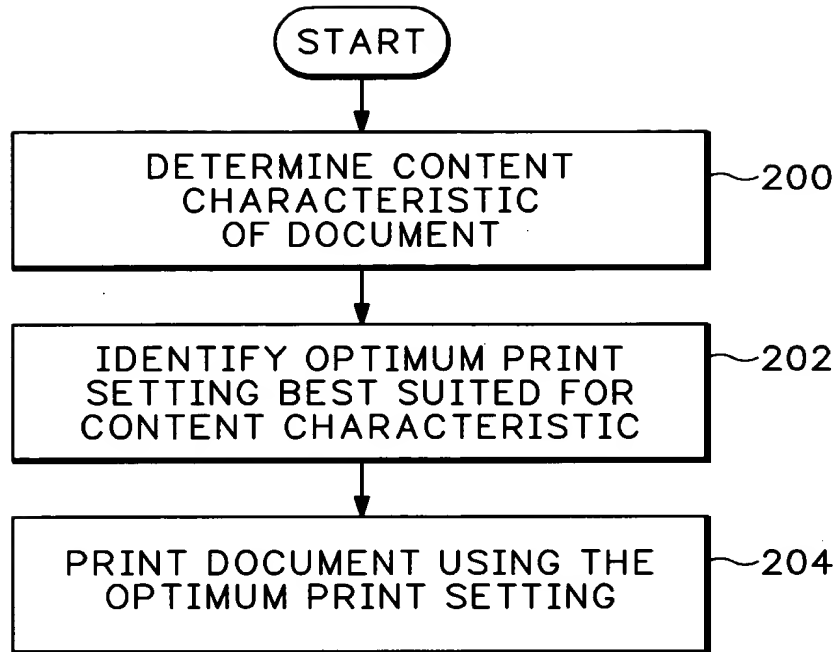 START
DETERMINE CONTENT
CHARACTERISTIC
OF DOCUMENT
200
IDENTIFY OPTIMUM PRINT
SETTING BEST SUITED FOR
CONTENT CHARACTERISTIC
202
PRINT DOCUMENT USING THE
OPTIMUM PRINT SETTING
204